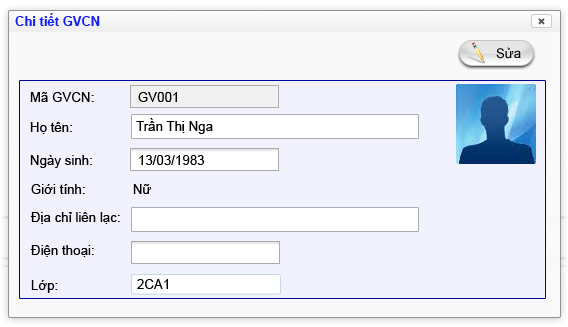 Chi tiết GVCN
Sửa
Mã GVCN: GV001
Họ tên: Trần Thị Nga
Ngày sinh: 13/03/1983
Giới tính: Nữ
Địa chỉ liên lạc:
Điện thoại:
Lớp: 2CA1